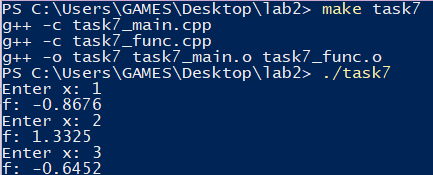 PS C:\Users\GAMES\Desktop\lab2> make task7
g++ -c task7_main.cpp
g++ -c task7_func.cpp
g++ -o task7 task7_main.o task7_func.o
PS C:\Users\GAMES\Desktop\lab2> ./task7
Enter x: 1
f: -0.8676
Enter x: 2
f: 1.3325
Enter x: 3
f: -0.6452